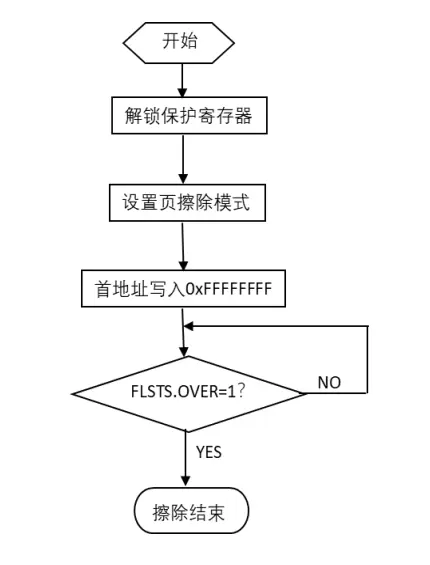 开始
解锁保护寄存器
设置页擦除模式
首地址写入0xFFFFFFFF
FLSTS.OVER=1?
NO
YES
擦除结束